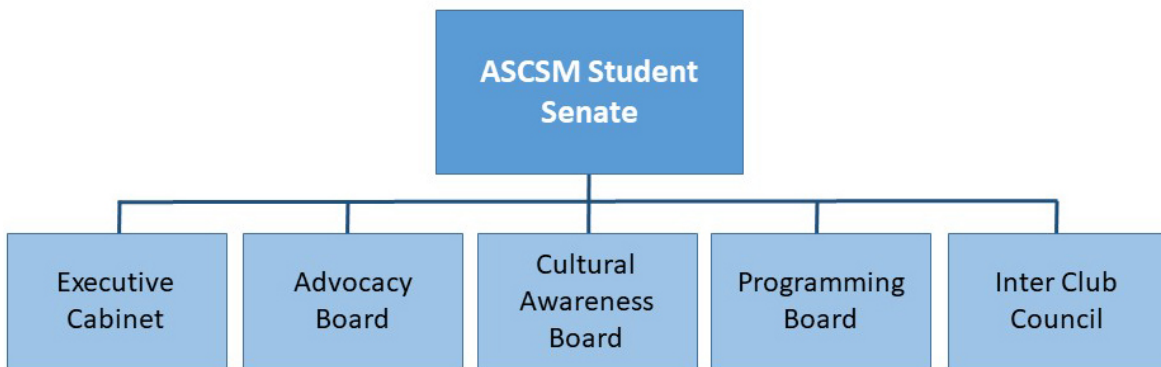 ASCSM Student
Senate
Executive
Cabinet
Advocacy
Board
Cultural
Awareness
Board
Programming
Board
Inter Club
Council